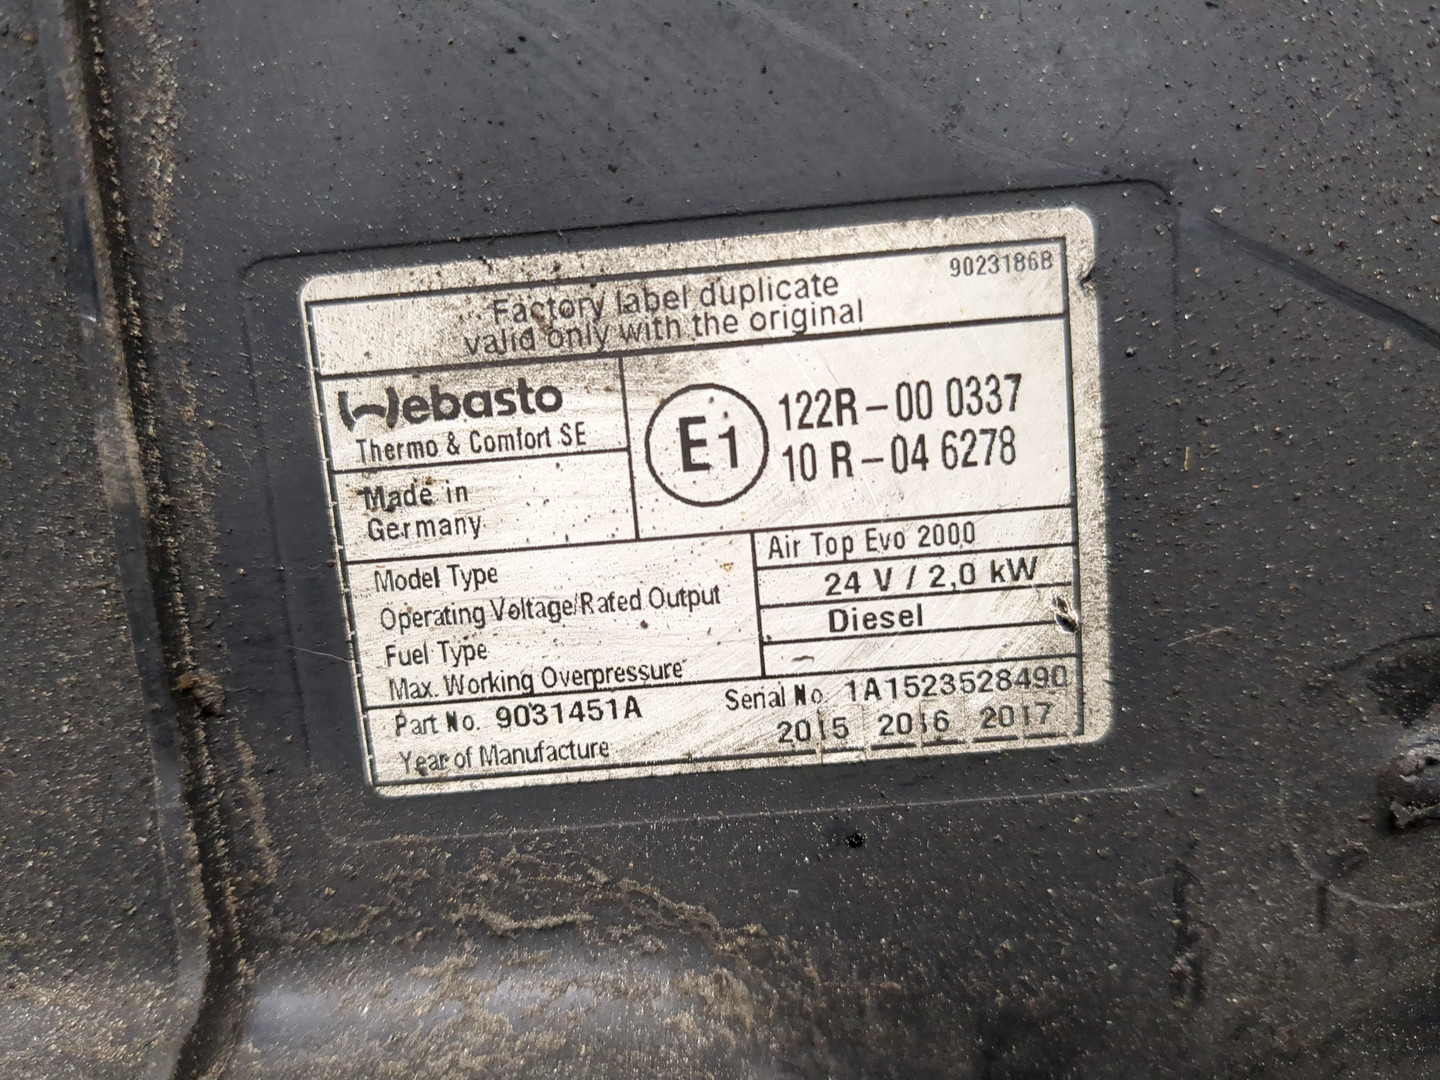 9023186B
Factory label duplicate
valid only with the original
Webasto
Thermo & Comfort SE
E1
122R-00 0337
10 R-04 6278
Made in
Germany
Model Type
Air Top Evo 2000
Operating Voltage/Rated Output
24 V / 2,0 kW
Fuel Type
Diesel
Max. Working Overpressure
-
Part No. 9031451A
Serial No. 1A1523528490
Year of Manufacture
2015 2016 2017